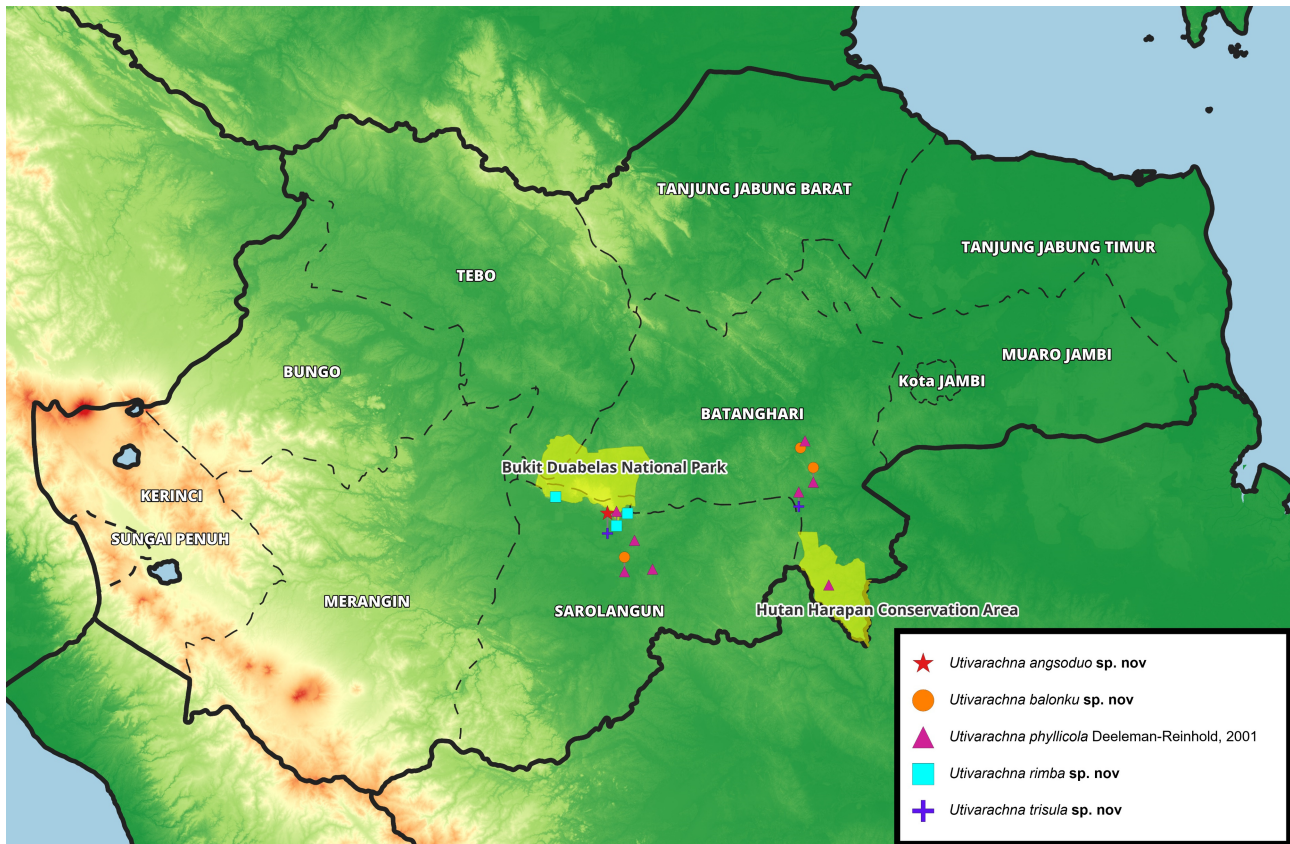 TANJUNG JABUNG BARAT
TANJUNG JABUNG TIMUR
TEBO
MUARO JAMBI
BUNGO
Kota JAMBI
BATANGHARI
Bukit Duabelas National Park
KERINCI
SUNGAI PENUH
MERANGIN
SAROLANGUN
Hutan Harapan Conservation Area
Utivarachna angsoduo sp. nov
Utivarachna balonku sp. nov
Utivarachna phyllicola Deeleman-Reinhold, 2001
Utivarachna rimba sp. nov
Utivarachna trisula sp. nov